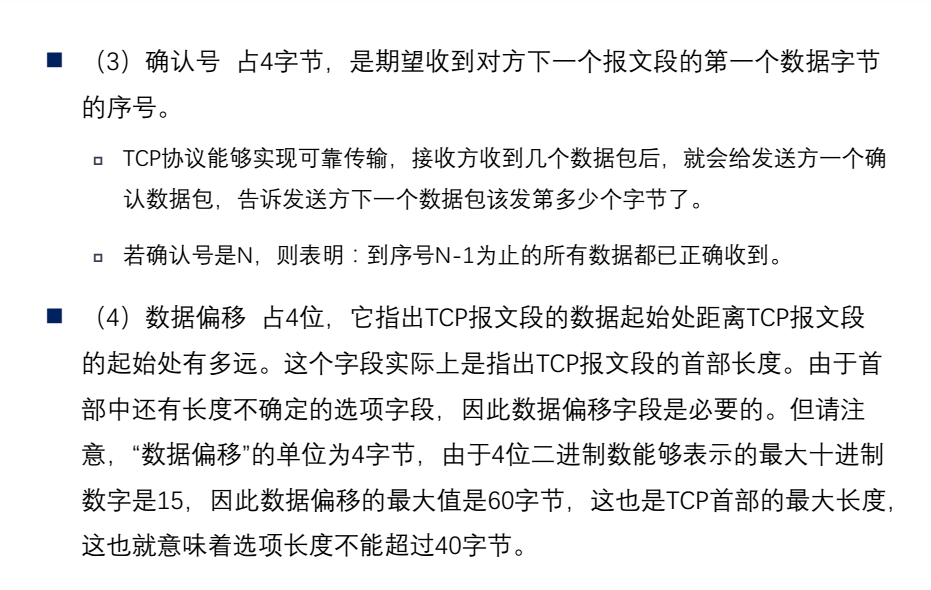 （3）确认号 占4字节，是期望收到对方下一个报文段的第一个数据字节
的序号。
TCP协议能够实现可靠传输，接收方收到几个数据包后，就会给发送方一个确
认数据包，告诉发送方下一个数据包该发第多少个字节了。
若确认号是N，则表明：到序号N-1为止的所有数据都已正确收到。
（4）数据偏移 占4位，它指出TCP报文段的数据起始处距离TCP报文段
的起始处有多远。这个字段实际上是指出TCP报文段的首部长度。由于首
部中还有长度不确定的选项字段，因此数据偏移字段是必要的。但请注
意，“数据偏移”的单位为4字节，由于4位二进制数能够表示的最大十进制
数字是15，因此数据偏移的最大值是60字节，这也是TCP首部的最大长度，
这也就意味着选项长度不能超过40字节。